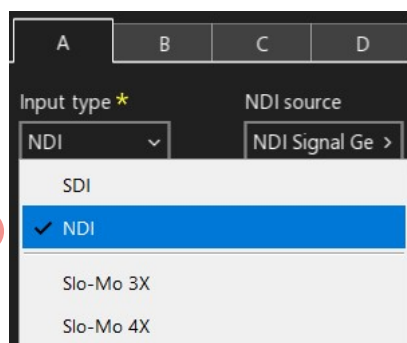 A B C D
Input type * NDI source
NDI NDI Signal Ge >
SDI
NDI
Slo-Mo 3X
Slo-Mo 4X